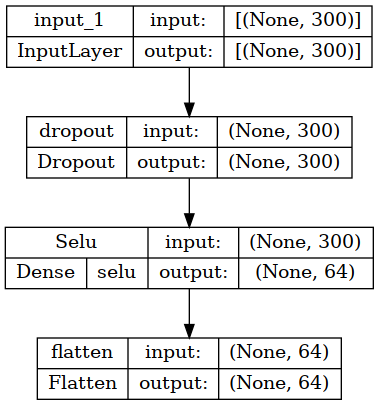 input_1 input: [(None, 300)]
InputLayer output: [(None, 300)]
dropout input: (None, 300)
Dropout output: (None, 300)
Selu input: (None, 300)
Dense selu output: (None, 64)
flatten input: (None, 64)
Flatten output: (None, 64)